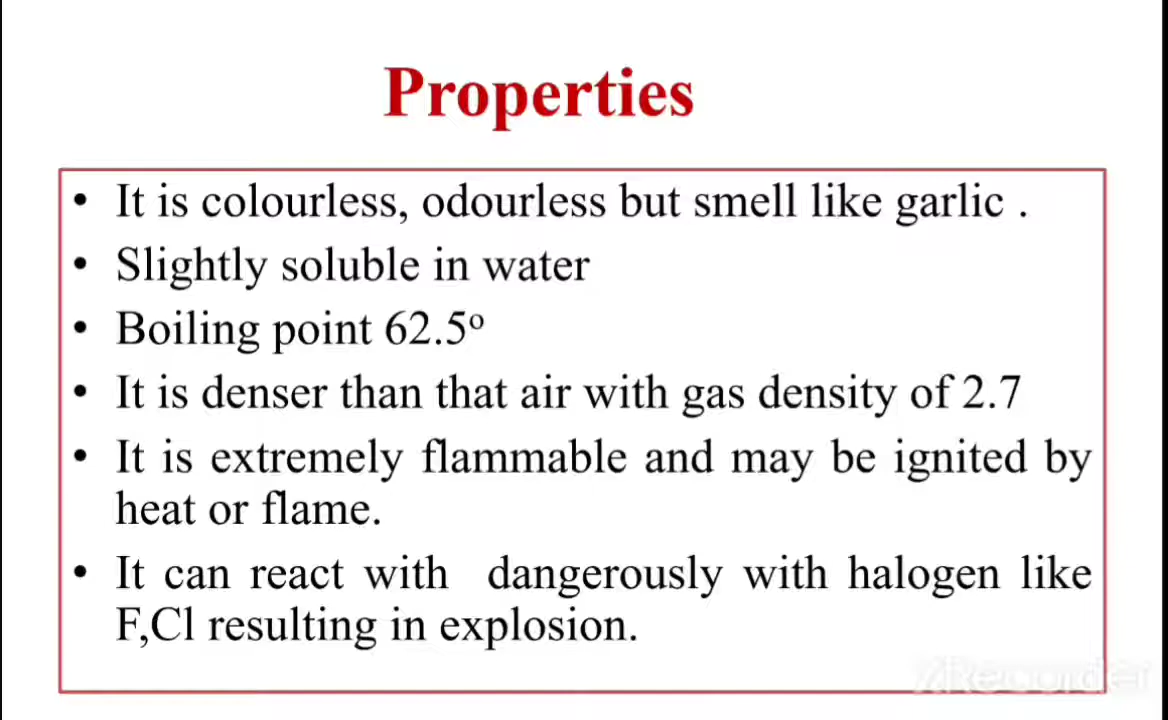 Properties
• It is colourless, odourless but smell like garlic .
• Slightly soluble in water
• Boiling point 62.5º
• It is denser than that air with gas density of 2.7
• It is extremely flammable and may be ignited by
heat or flame.
• It can react with dangerously with halogen like
F,Cl resulting in explosion.
Recorder